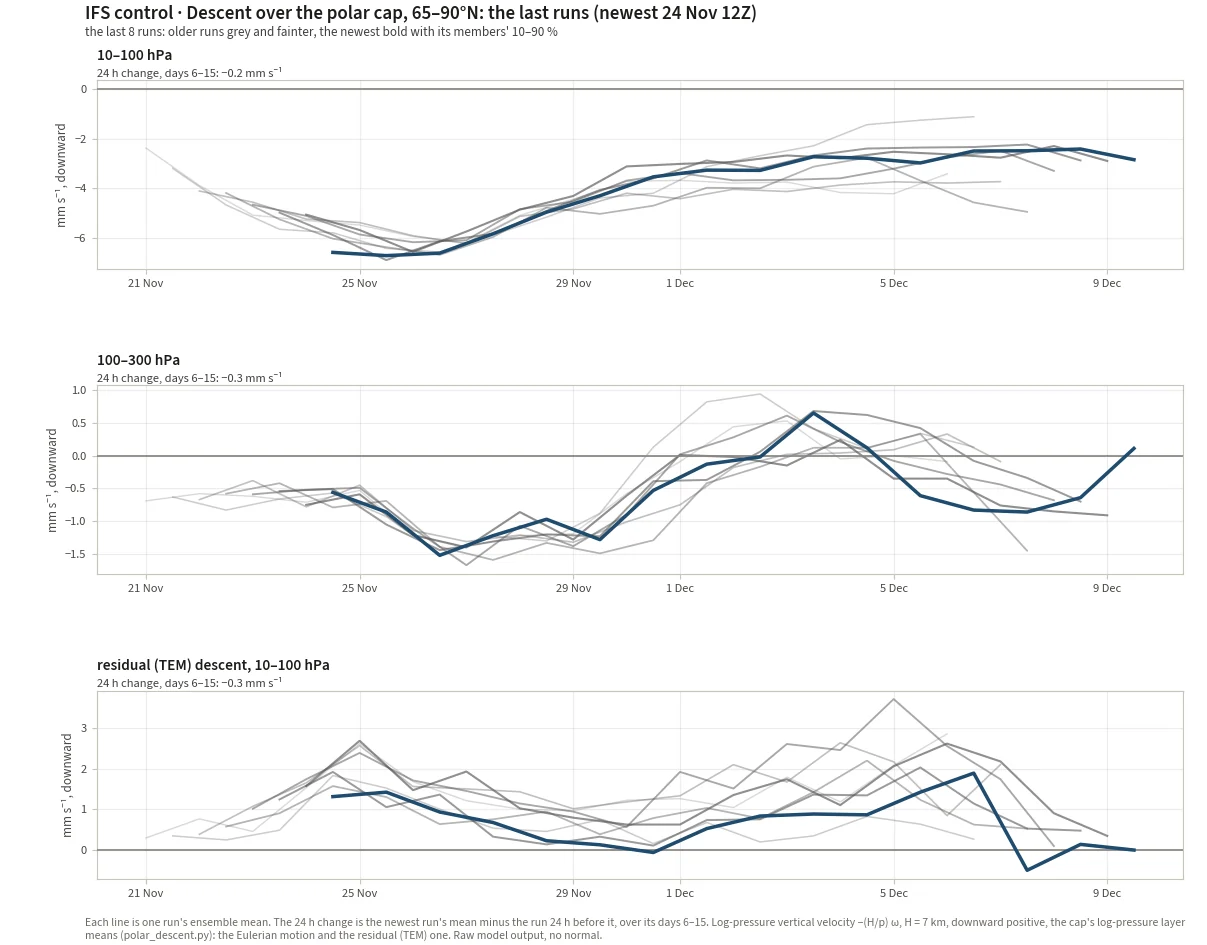 IFS control · Descent over the polar cap, 65–90°N: the last runs (newest 24 Nov 12Z)
the last 8 runs: older runs grey and fainter, the newest bold with its members' 10–90 %
10–100 hPa
24 h change, days 6–15: −0.2 mm s⁻¹
mm s⁻¹, downward
0
−2
−4
−6
21 Nov
25 Nov
29 Nov
1 Dec
5 Dec
9 Dec
100–300 hPa
24 h change, days 6–15: −0.3 mm s⁻¹
mm s⁻¹, downward
1.0
0.5
0.0
−0.5
−1.0
−1.5
21 Nov
25 Nov
29 Nov
1 Dec
5 Dec
9 Dec
residual (TEM) descent, 10–100 hPa
24 h change, days 6–15: −0.3 mm s⁻¹
mm s⁻¹, downward
3
2
1
0
21 Nov
25 Nov
29 Nov
1 Dec
5 Dec
9 Dec
Each line is one run's ensemble mean. The 24 h change is the newest run's mean minus the run 24 h before it, over its days 6–15. Log-pressure vertical velocity −(H/p) ω, H = 7 km, downward positive, the cap's log-pressure layer
means (polar_descent.py): the Eulerian motion and the residual (TEM) one. Raw model output, no normal.